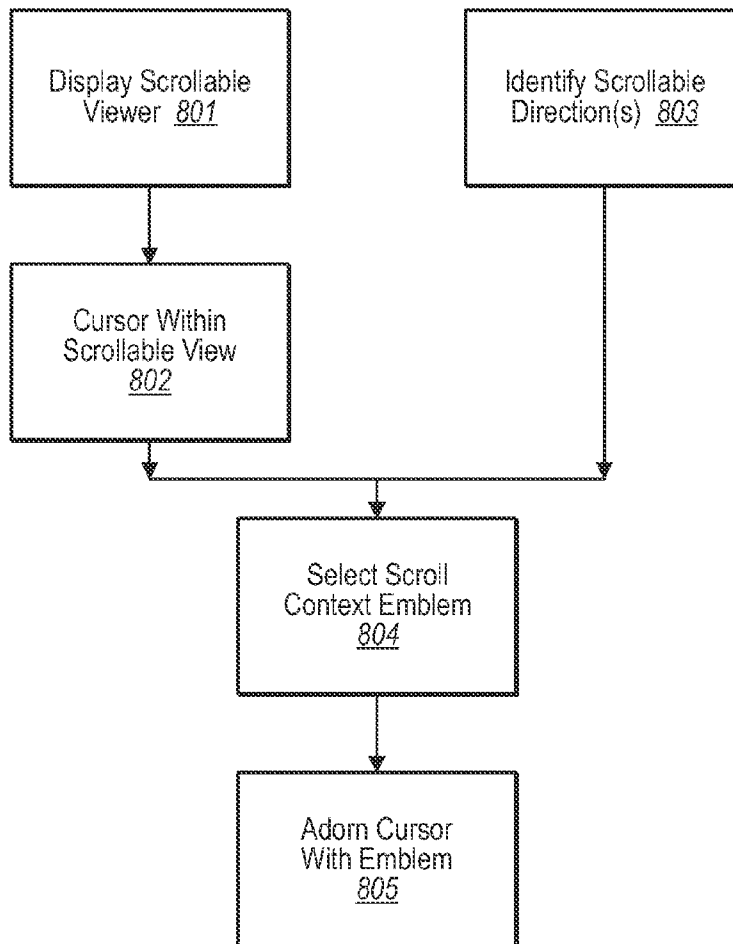 Display Scrollable
Viewer 801
Identify Scrollable
Direction(s) 803
Cursor Within
Scrollable View
802
Select Scroll
Context Emblem
804
Adorn Cursor
With Emblem
805